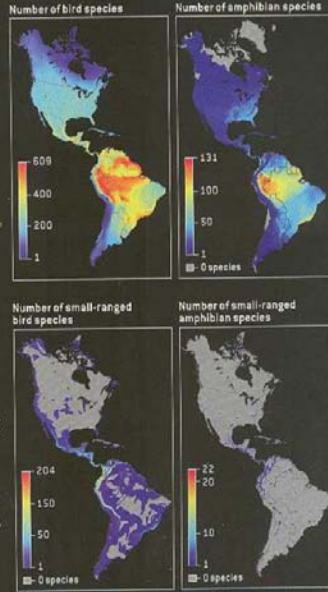 Number of bird species
609
400
200
1
Number of amphibian species
131
100
50
1
0 species
Number of small-ranged
bird species
204
150
50
1
0 species
Number of small-ranged
amphibian species
22
20
10
1
0 species